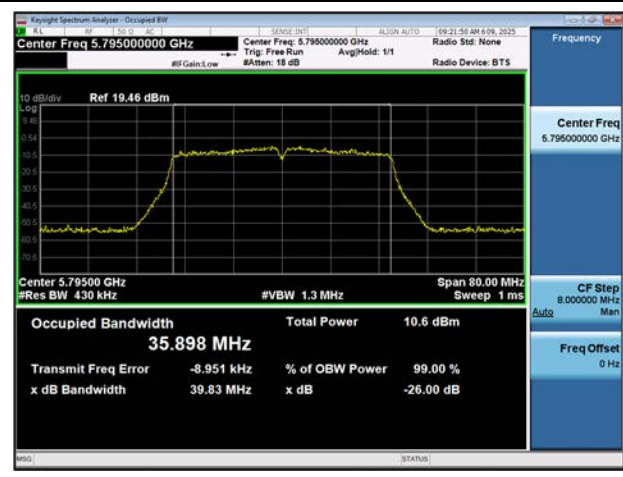 Keysight Spectrum Analyzer - Occupied BW
RL RF 50 Ω AC SENSE:INT ALIGN AUTO 09:21:50 AM 6 09, 2025
Center Freq 5.795000000 GHz Center Freq: 5.795000000 GHz Radio Std: None Frequency
Trig: Free Run Avg|Hold: 1/1
#IFGain:Low #Atten: 18 dB Radio Device: BTS
10 dB/div Ref 19.46 dBm
Log
9.46
-0.54
-10.5
-20.5
-30.5
-40.5
-50.5
-60.5
-70.5
Center Freq
5.795000000 GHz
Center 5.79500 GHz Span 80.00 MHz
#Res BW 430 kHz #VBW 1.3 MHz Sweep 1 ms
CF Step
8.000000 MHz
Auto Man
Occupied Bandwidth Total Power 10.6 dBm
35.898 MHz
Freq Offset
0 Hz
Transmit Freq Error -8.951 kHz % of OBW Power 99.00 %
x dB Bandwidth 39.83 MHz x dB -26.00 dB
MSG STATUS